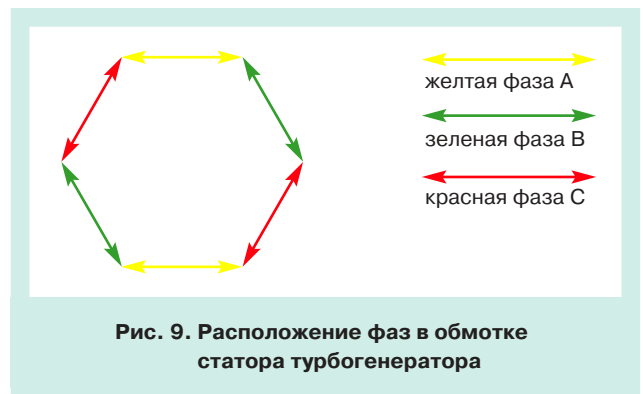 желтая фаза А
зеленая фаза В
красная фаза С
Рис. 9. Расположение фаз в обмотке
статора турбогенератора